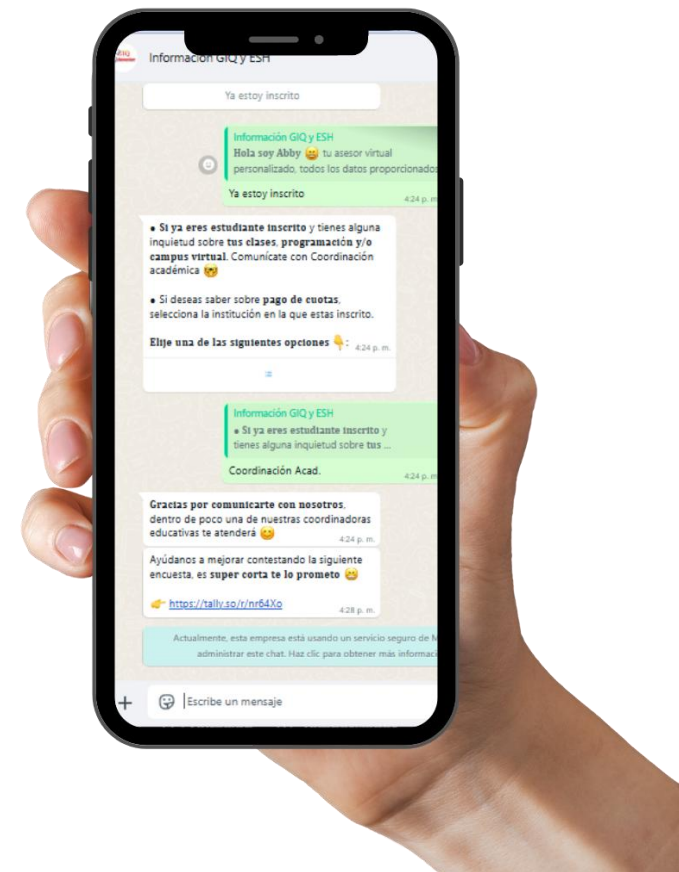 GIQ
Información GIQ y ESH
Ya estoy inscrito
Información GIQ y ESH
Hola soy Abby 😄 tu asesor virtual
personalizado, todos los datos proporcionados
Ya estoy inscrito
4:24 p. m.
• Si ya eres estudiante inscrito y tienes alguna
inquietud sobre tus clases, programación y/o
campus virtual. Comunícate con Coordinación
académica 🤓
• Si deseas saber sobre pago de cuotas,
selecciona la institución en la que estas inscrito.
Elije una de las siguientes opciones 👇:
4:24 p. m.
Información GIQ y ESH
• Si ya eres estudiante inscrito y
tienes alguna inquietud sobre tus ...
Coordinación Acad.
4:24 p. m
Gracias por comunicarte con nosotros,
dentro de poco una de nuestras coordinadoras
educativas te atenderá 😊
4:24 p. m.
Ayúdanos a mejorar contestando la siguiente
encuesta, es super corta te lo prometo 😁
👉 https://tally.so/r/nr64Xo
4:28 p. m.
Actualmente, esta empresa está usando un servicio seguro de M
administrar este chat. Haz clic para obtener más informaci
Escribe un mensaje